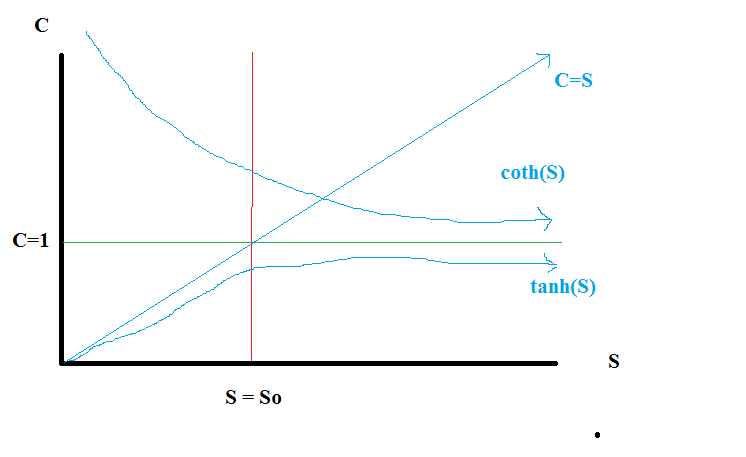 C
C=S
coth(S)
C=1
tanh(S)
S
S = So